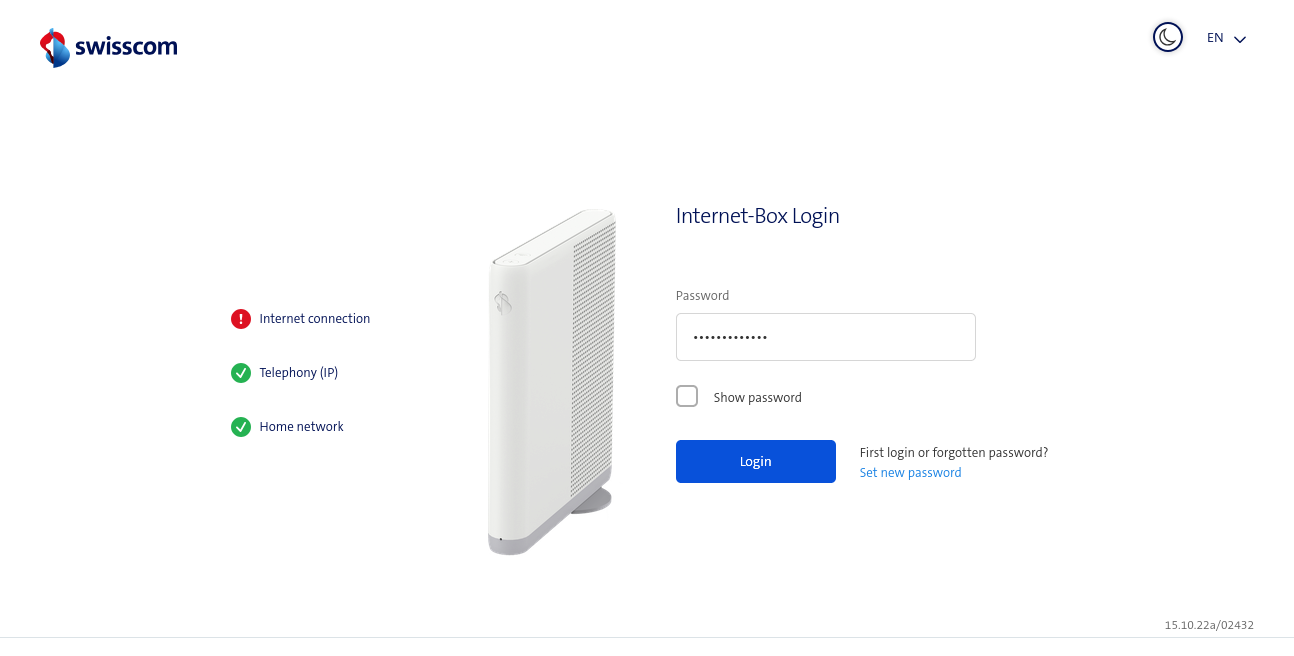 swisscom
EN
Internet-Box Login
Password
•••••••••••••
Show password
Login
First login or forgotten password?
Set new password
Internet connection
Telephony (IP)
Home network
15.10.22a/02432